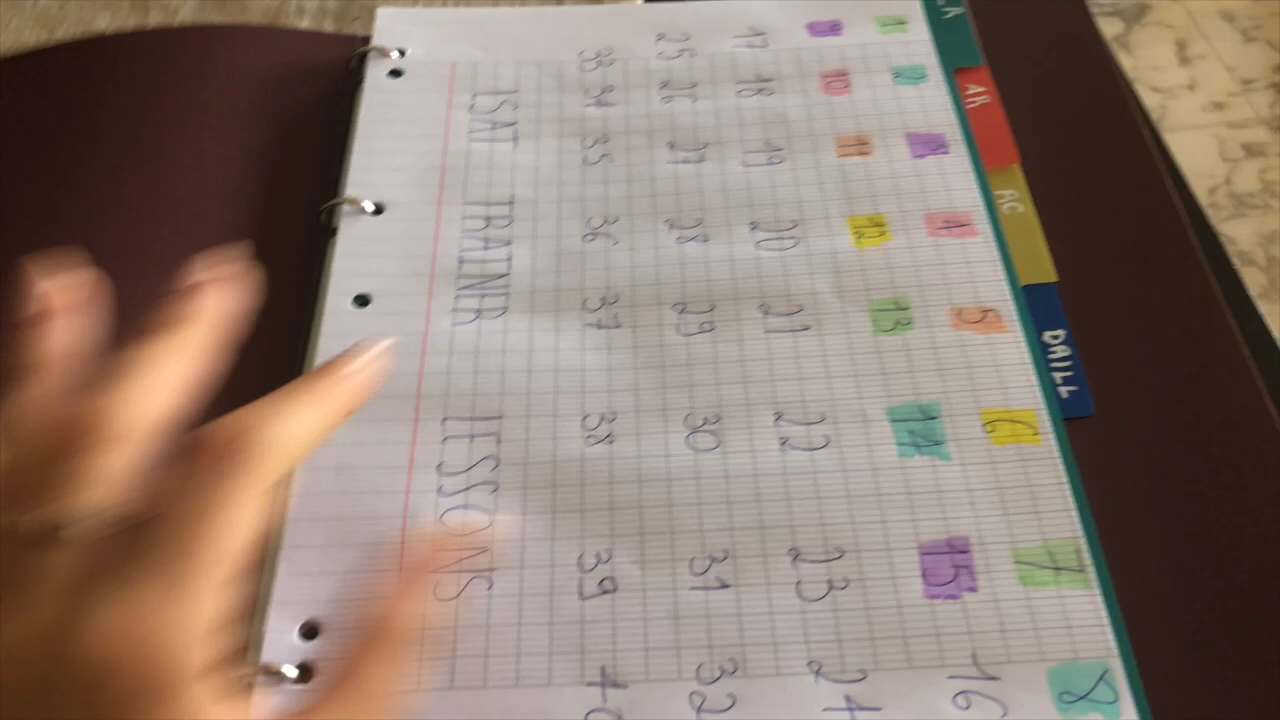 1 2 3 4 5 6 7 8
9 10 11 12 13 14 15 16
17 18 19 20 21 22 23 24
25 26 27 28 29 30 31 32
33 34 35 36 37 38 39 40
LSAT TRAINER LESSONS
AR
RC
DRILL